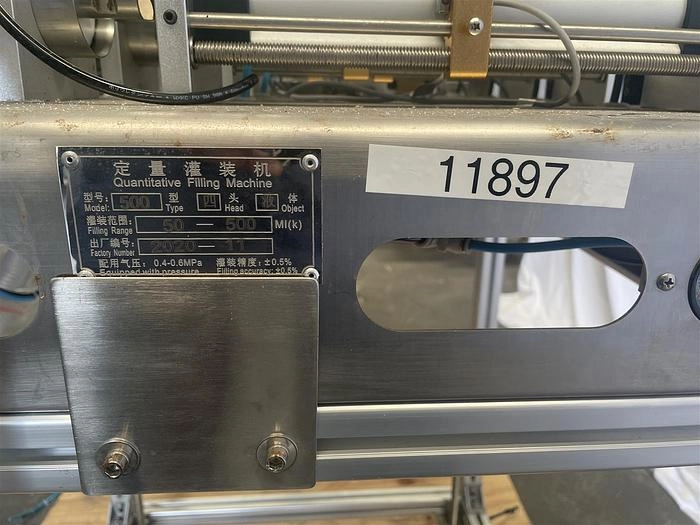 定量灌装机
Quantitative Filling Machine
型号: 500 型 四 头 液 体
Model: Type Head Object
灌装范围: 50 — 500 Ml(k)
Filling Range
出厂编号: 2020 — 11
Factory Number
配用气压: 0.4-0.6MPa 灌装精度: ±0.5%
Equipped with pressure Filling accuracy: ±0.5%
11897